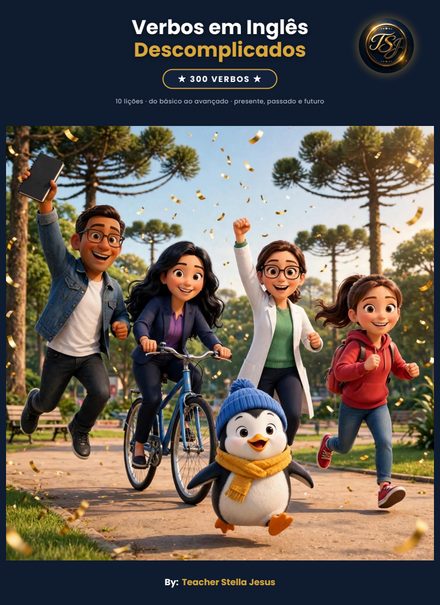 Verbos em Inglês
Descomplicados
★ 300 VERBOS ★
10 lições · do básico ao avançado · presente, passado e futuro
TSJ
By: Teacher Stella Jesus